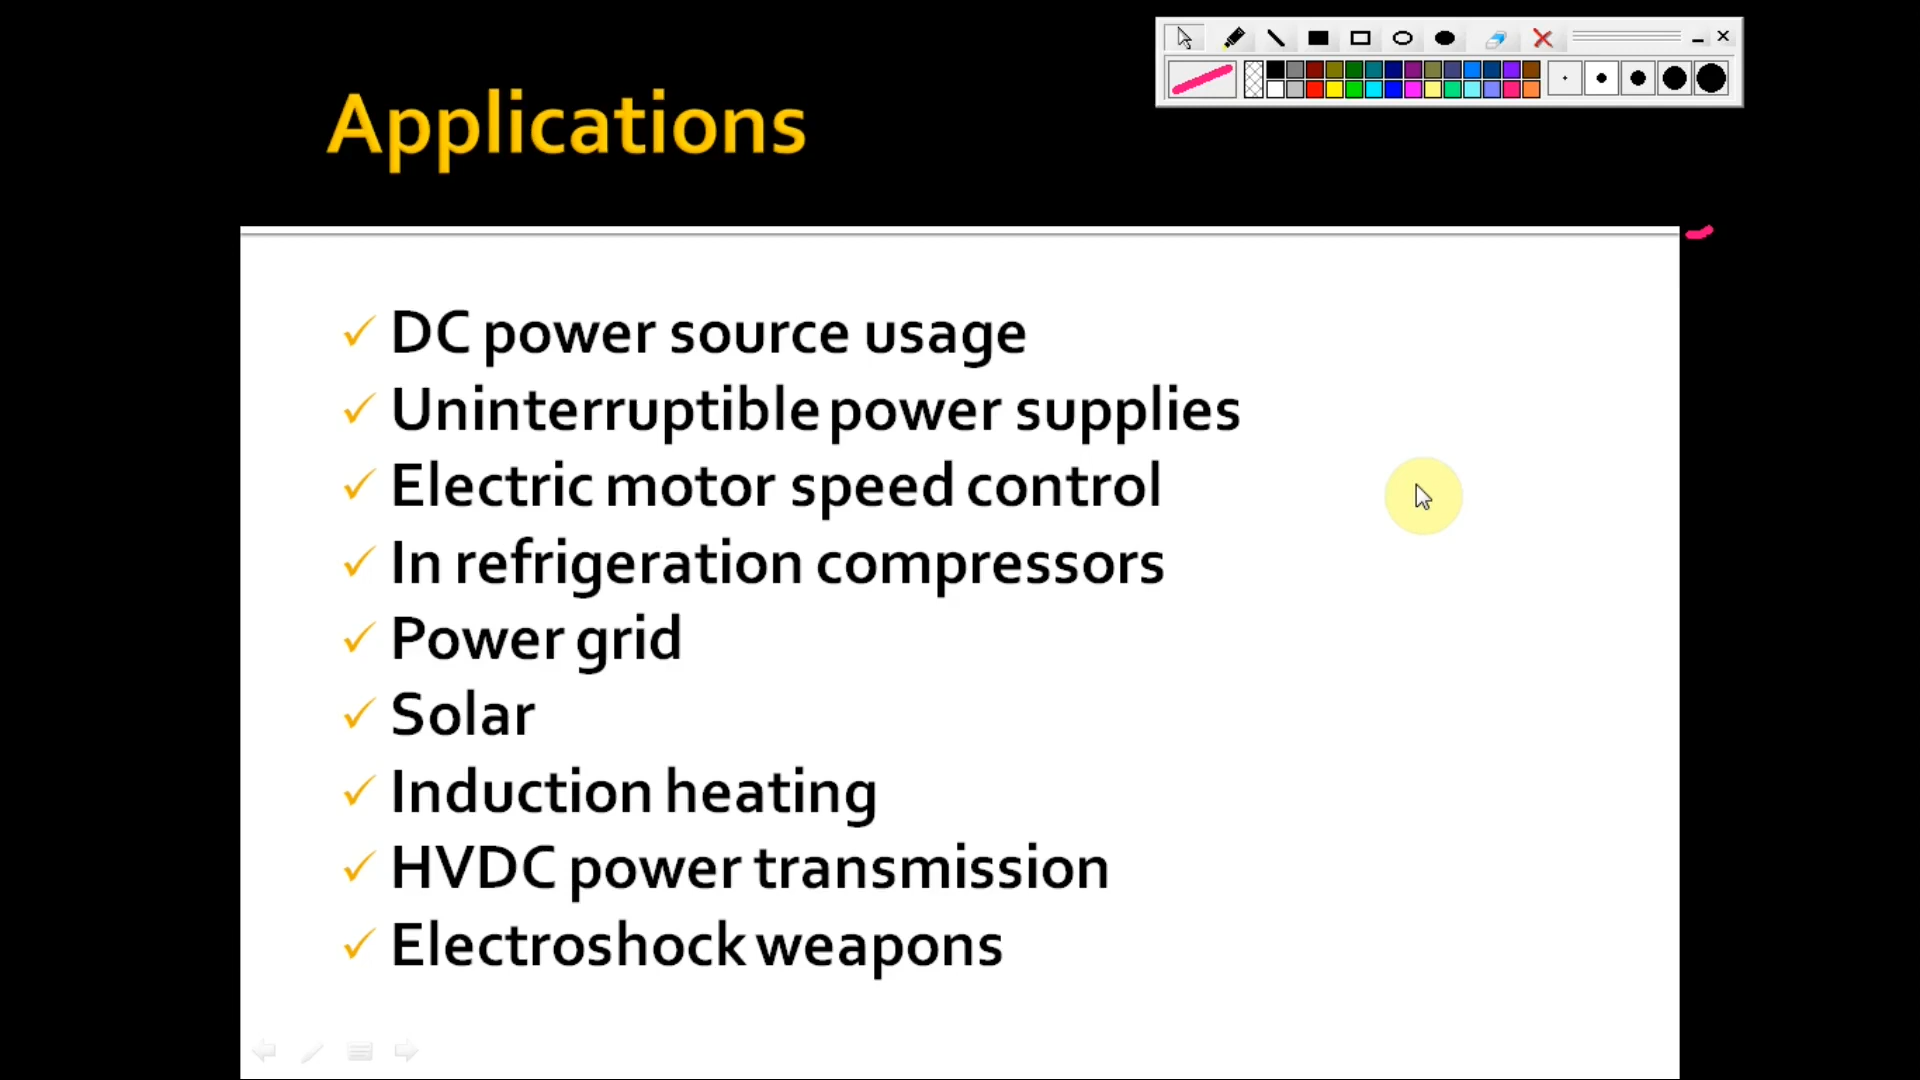 Applications
DC power source usage
Uninterruptible power supplies
Electric motor speed control
In refrigeration compressors
Power grid
Solar
Induction heating
HVDC power transmission
Electroshock weapons